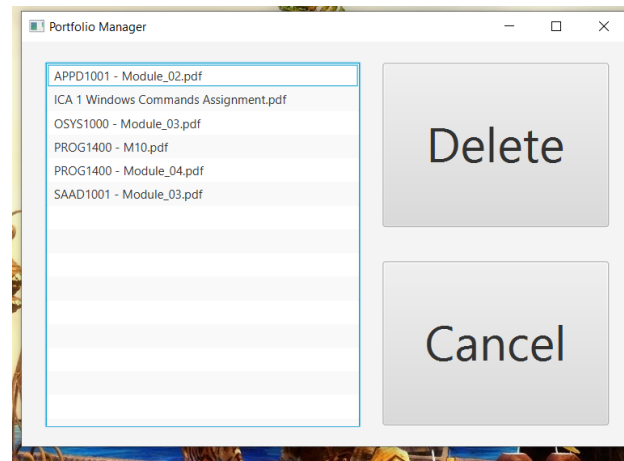 Portfolio Manager
APPD1001 - Module_02.pdf
ICA 1 Windows Commands Assignment.pdf
OSYS1000 - Module_03.pdf
PROG1400 - M10.pdf
PROG1400 - Module_04.pdf
SAAD1001 - Module_03.pdf
Delete
Cancel